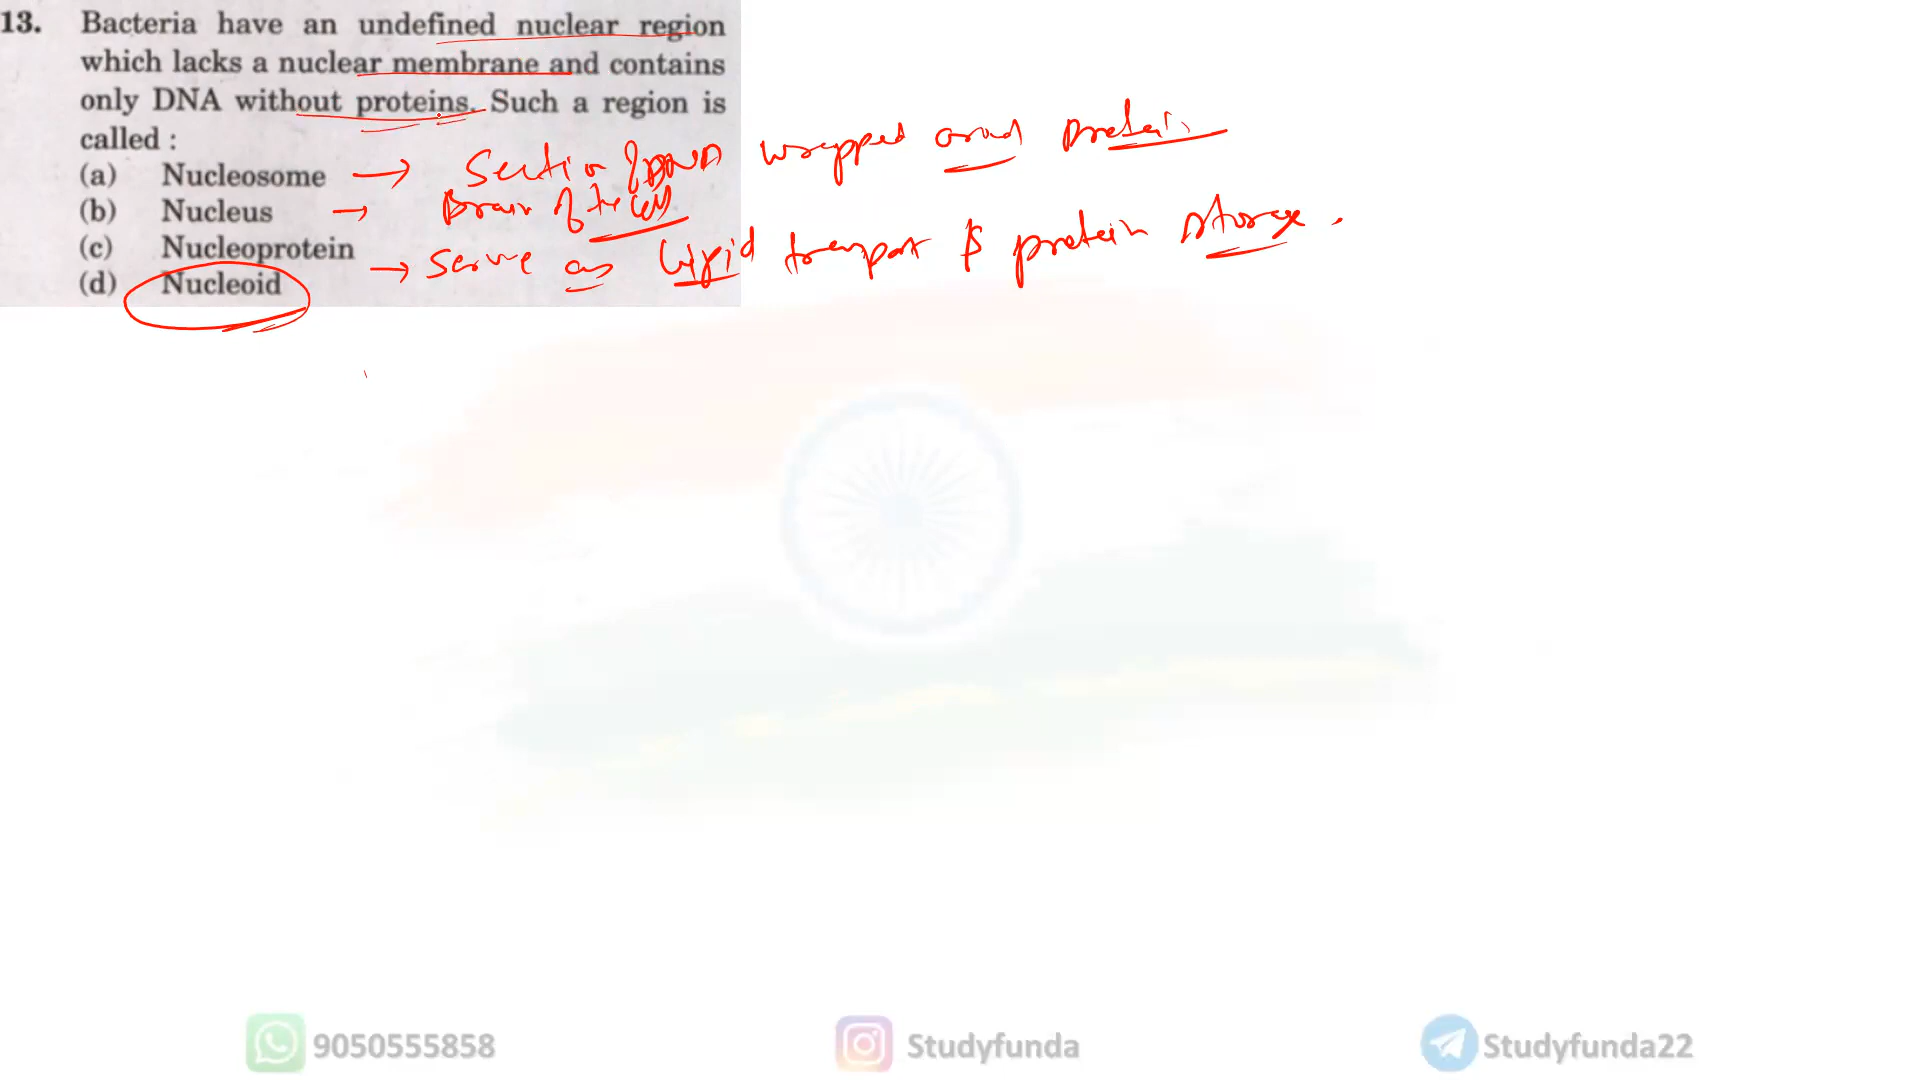 13. Bacteria have an undefined nuclear region
which lacks a nuclear membrane and contains
only DNA without proteins. Such a region is
called :
(a) Nucleosome → Section of DNA wrapped around Protein
(b) Nucleus → Brain of the cell
(c) Nucleoprotein → Serve as lipid transport & protein storage.
(d) Nucleoid
9050555858 Studyfunda Studyfunda22